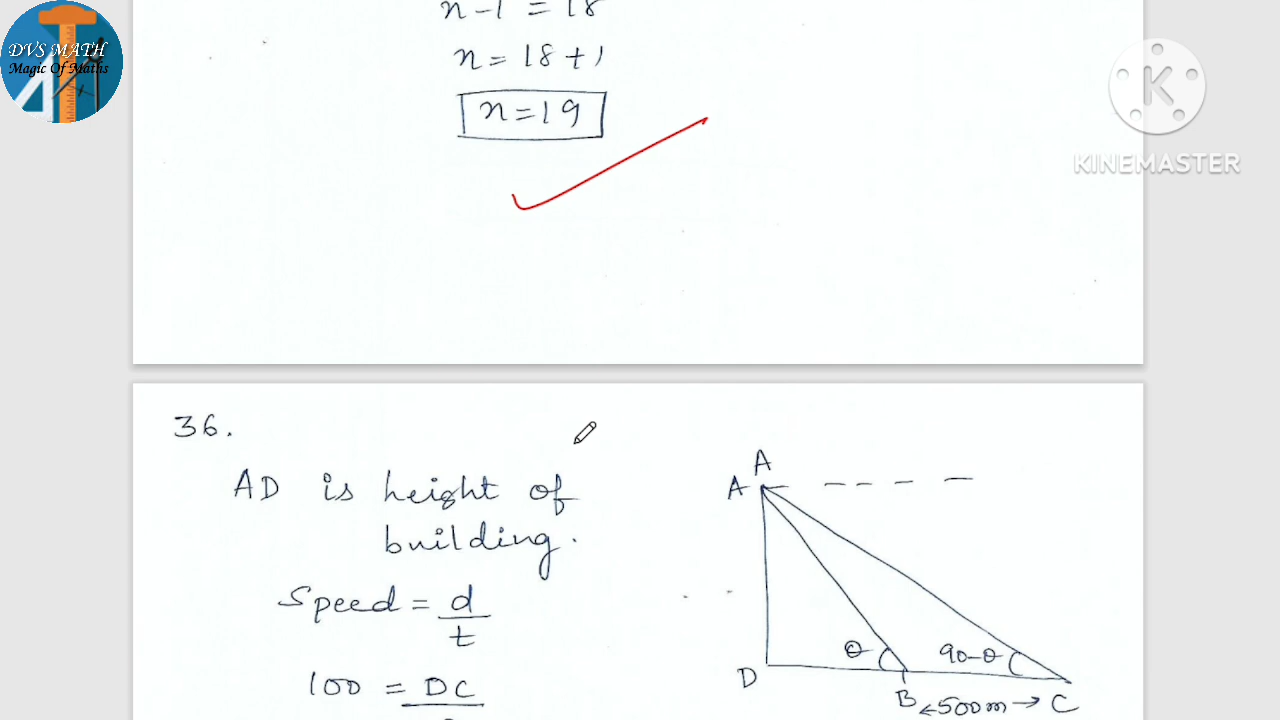 DVS MATH
Magic Of Maths
K
KINEMASTER
n-1 = 18
n = 18 + 1
n = 19
36.
AD is height of
building.
Speed = d
t
100 = DC
A
A
θ
90-θ
D
B
←500m→
C